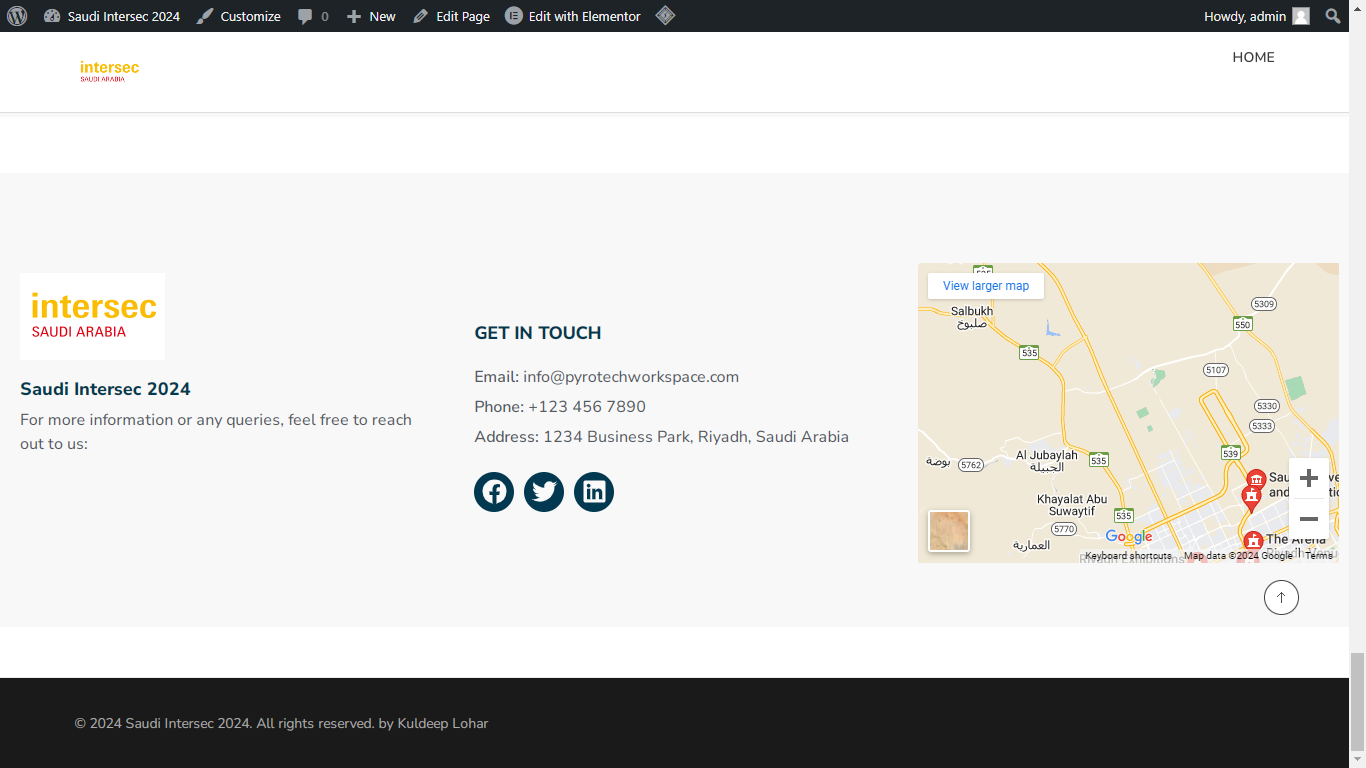 Saudi Intersec 2024
Customize
0
New
Edit Page
Edit with Elementor
Howdy, admin
intersec
SAUDI ARABIA
HOME
intersec
SAUDI ARABIA
Saudi Intersec 2024
For more information or any queries, feel free to reach
out to us:
GET IN TOUCH
Email: info@pyrotechworkspace.com
Phone: +123 456 7890
Address: 1234 Business Park, Riyadh, Saudi Arabia
View larger map
535
5309
Salbukh
صلبوخ
550
535
5107
5330
5333
539
Al Jubaylah
الجبيلة
535
بوضة
5762
Khayalat Abu
Suwaytif
535
5770
العمارية
The Arena
Google
Riyadh Exhibitions
Keyboard shortcuts
Map data ©2024 Google
Terms
© 2024 Saudi Intersec 2024. All rights reserved. by Kuldeep Lohar